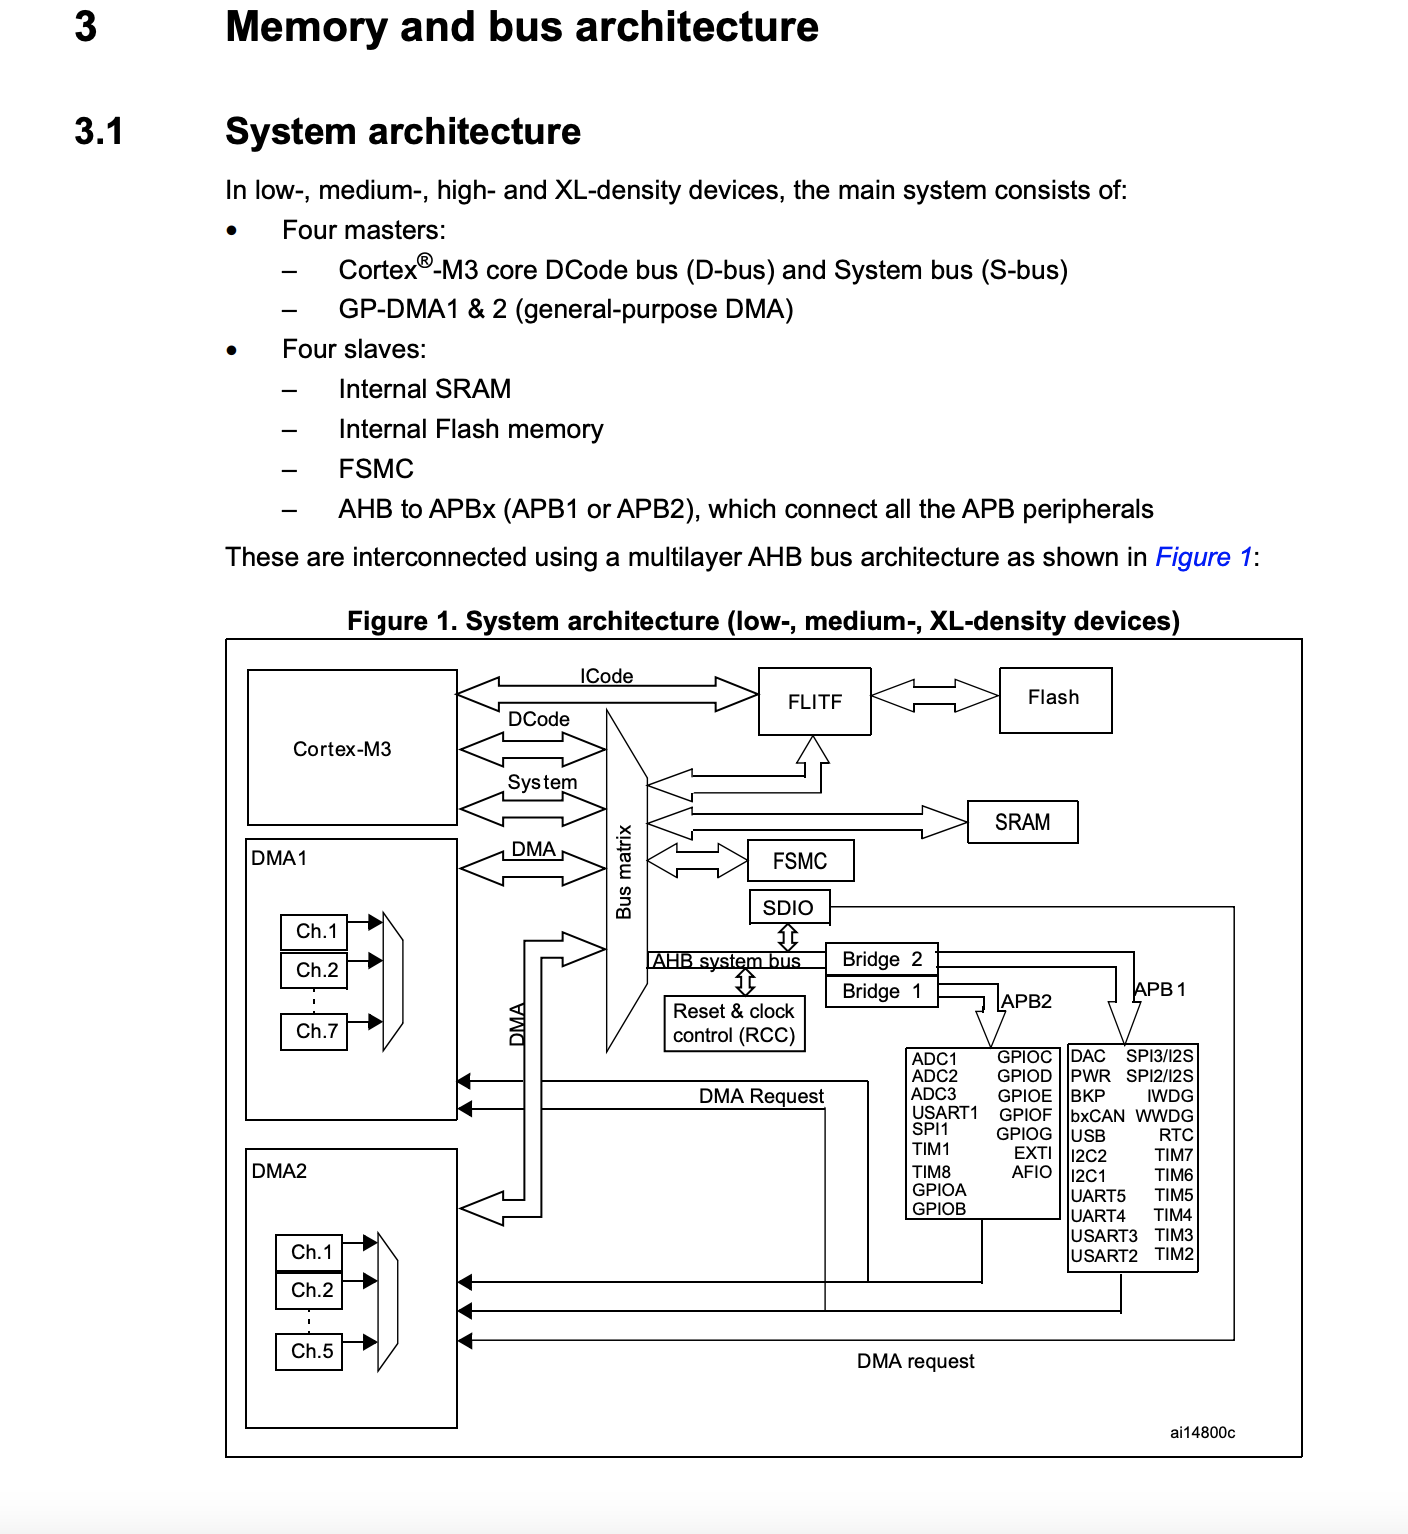 3 Memory and bus architecture
3.1 System architecture
In low-, medium-, high- and XL-density devices, the main system consists of:
• Four masters:
– Cortex®-M3 core DCode bus (D-bus) and System bus (S-bus)
– GP-DMA1 & 2 (general-purpose DMA)
• Four slaves:
– Internal SRAM
– Internal Flash memory
– FSMC
– AHB to APBx (APB1 or APB2), which connect all the APB peripherals
These are interconnected using a multilayer AHB bus architecture as shown in Figure 1:
Figure 1. System architecture (low-, medium-, XL-density devices)
ICode
FLITF
Flash
DCode
Cortex-M3
System
SRAM
DMA
DMA1
FSMC
Bus matrix
SDIO
Ch.1
AHB system bus
Bridge 2
Ch.2
Bridge 1
APB2
APB1
Reset & clock
control (RCC)
Ch.7
DMA
ADC1 GPIOC
ADC2 GPIOD
ADC3 GPIOE
USART1 GPIOF
SPI1 GPIOG
TIM1 EXTI
TIM8 AFIO
GPIOA
GPIOB
DAC SPI3/I2S
PWR SPI2/I2S
BKP IWDG
bxCAN WWDG
USB RTC
I2C2 TIM7
I2C1 TIM6
UART5 TIM5
UART4 TIM4
USART3 TIM3
USART2 TIM2
DMA Request
DMA2
Ch.1
Ch.2
Ch.5
DMA request
ai14800c